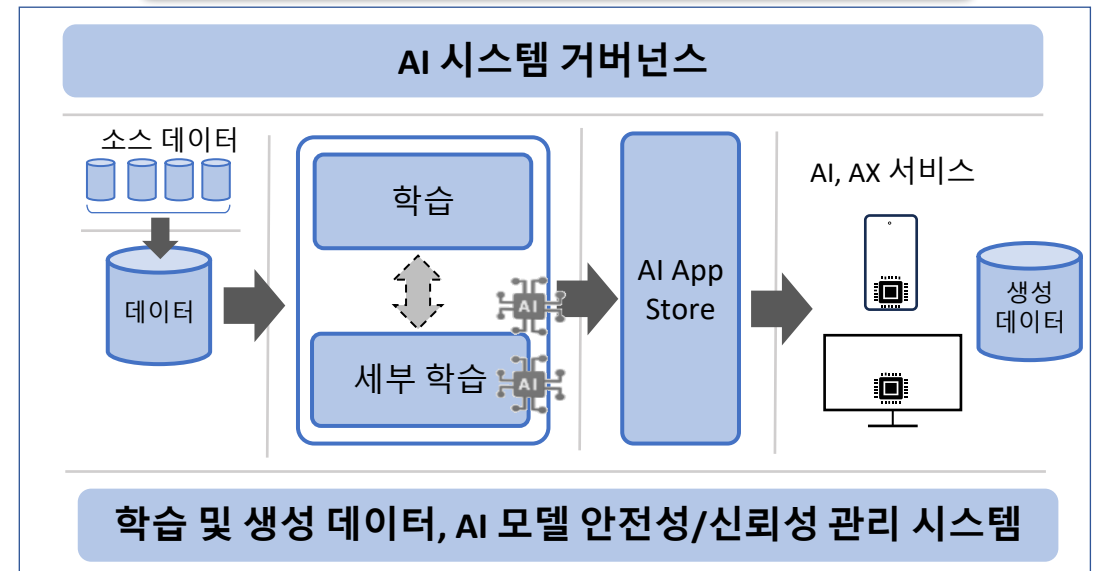 AI 시스템 거버넌스
소스 데이터
데이터
학습
세부 학습
AI
AI
AI App
Store
AI, AX 서비스
생성
데이터
학습 및 생성 데이터, AI 모델 안전성/신뢰성 관리 시스템